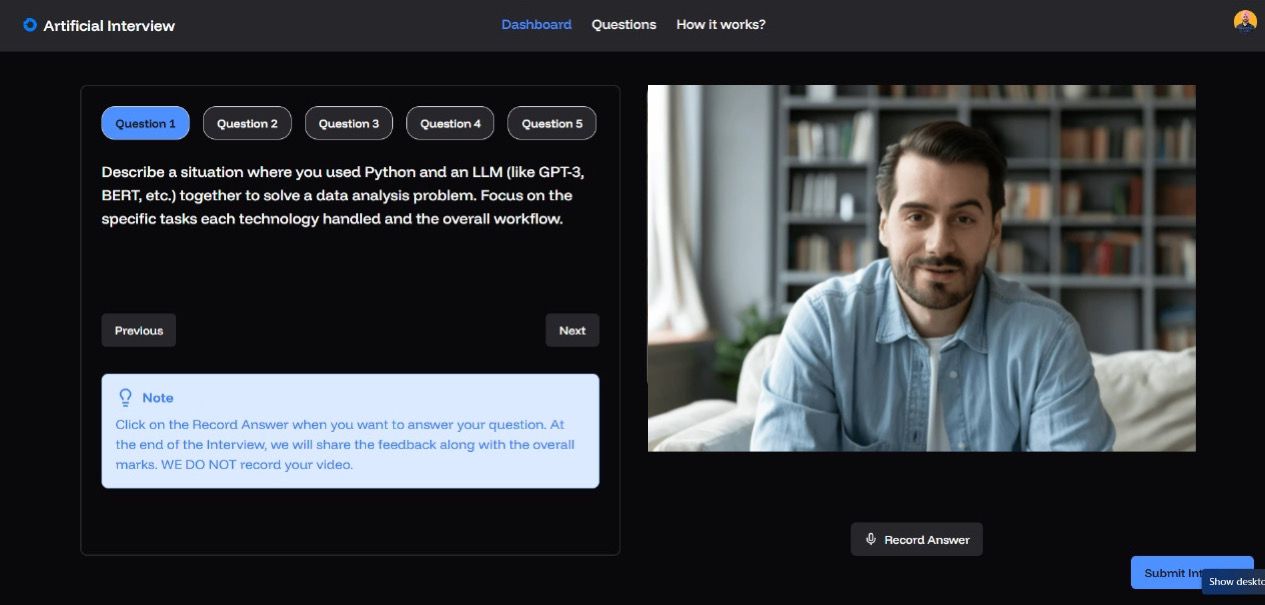 Artificial Interview
Dashboard
Questions
How it works?
Question 1
Question 2
Question 3
Question 4
Question 5
Describe a situation where you used Python and an LLM (like GPT-3,
BERT, etc.) together to solve a data analysis problem. Focus on the
specific tasks each technology handled and the overall workflow.
Previous
Next
Note
Click on the Record Answer when you want to answer your question. At
the end of the Interview, we will share the feedback along with the overall
marks. WE DO NOT record your video.
Record Answer
Submit
Show